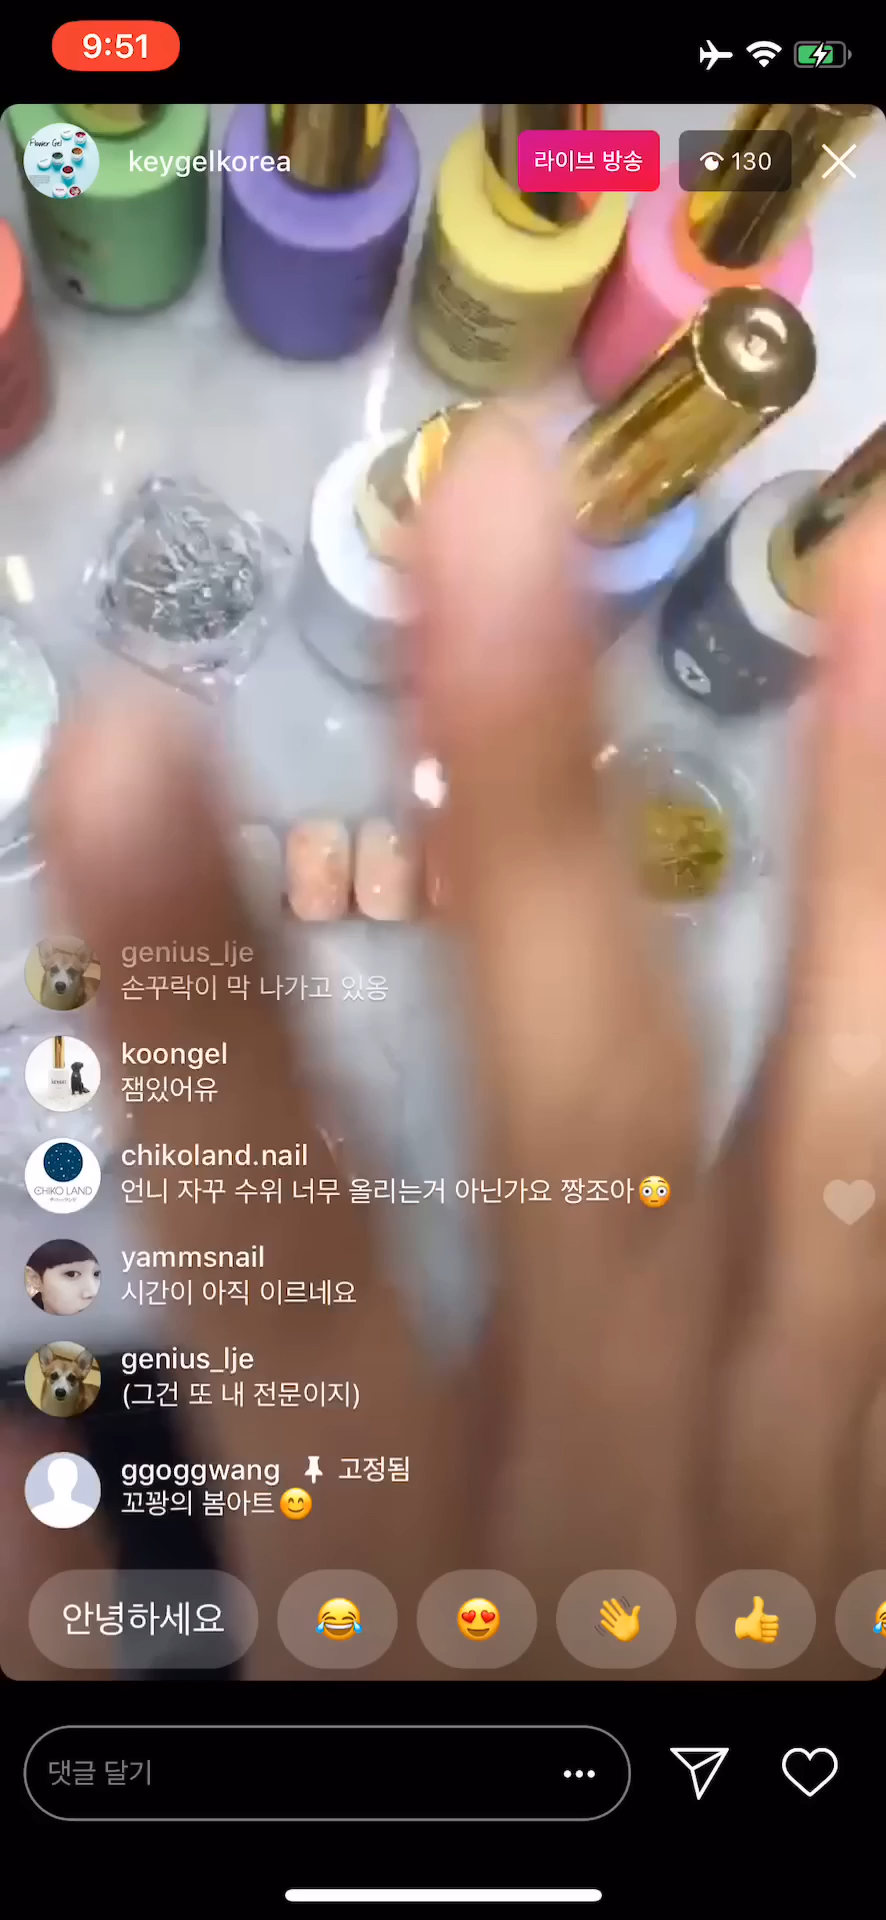 9:51
keygelkorea
라이브 방송
130
genius_lje
손꾸락이 막 나가고 있옹
koongel
잼있어유
chikoland.nail
언니 자꾸 수위 너무 올리는거 아닌가요 짱조아😳
yammsnail
시간이 아직 이르네요
genius_lje
(그건 또 내 전문이지)
ggoggwang 고정됨
꼬꽝의 봄아트😊
안녕하세요 😂 😍 👋 👍
댓글 달기
Flower Gel
CHIKO LAND